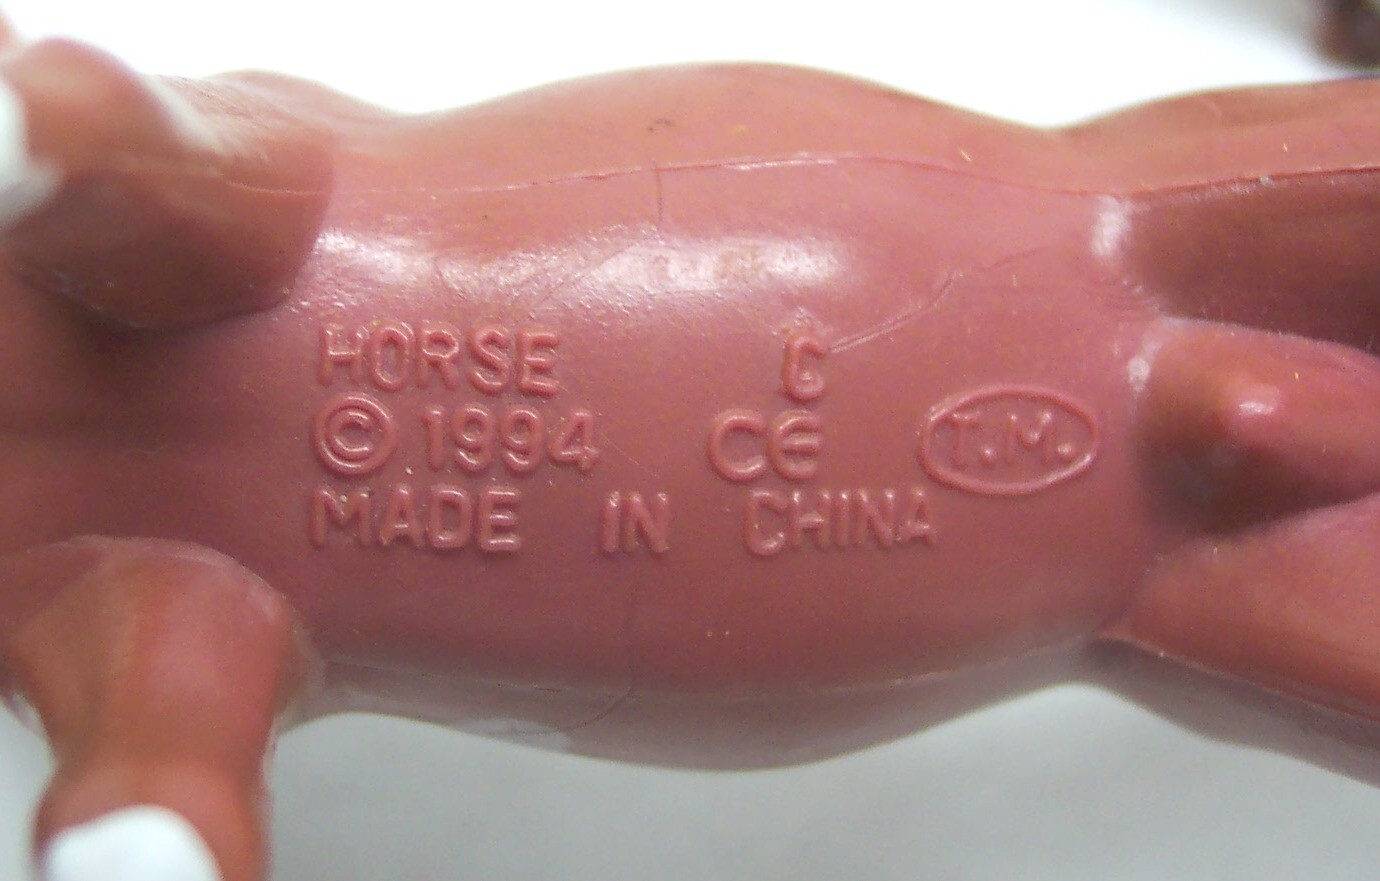 HORSE G
© 1994 CE T.M.
MADE IN CHINA